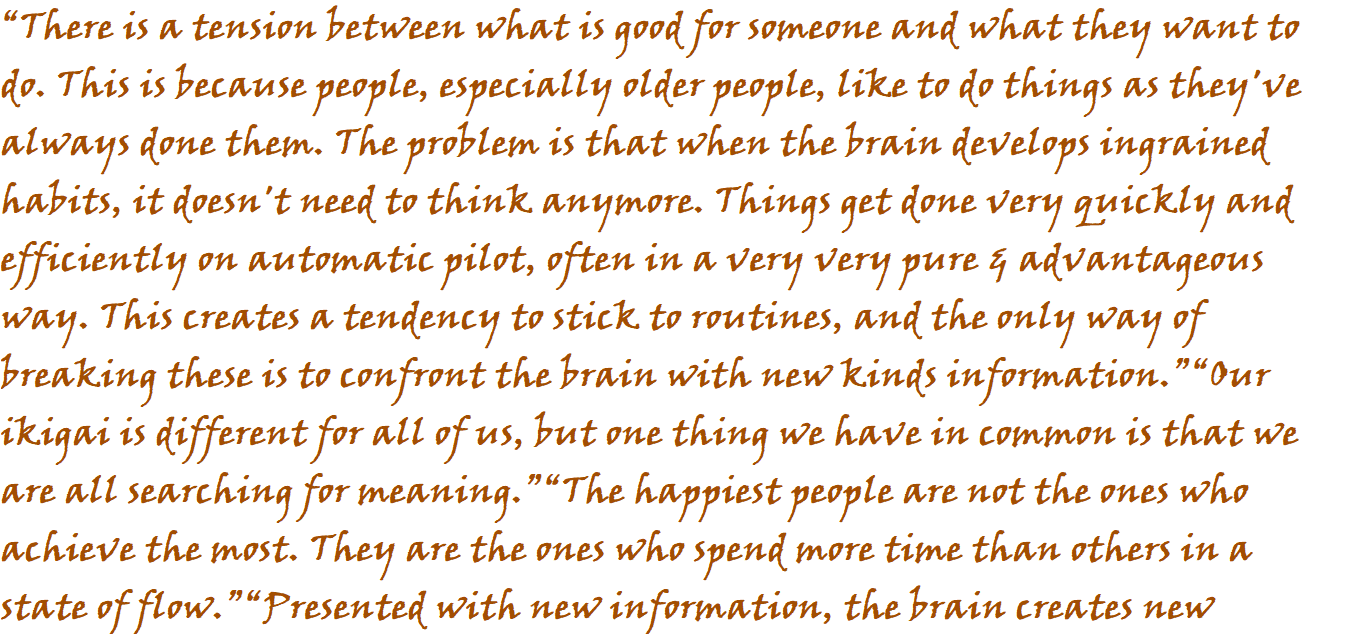 “There is a tension between what is good for someone and what they want to
do. This is because people, especially older people, like to do things as they've
always done them. The problem is that when the brain develops ingrained
habits, it doesn't need to think anymore. Things get done very quickly and
efficiently on automatic pilot, often in a very very pure & advantageous
way. This creates a tendency to stick to routines, and the only way of
breaking these is to confront the brain with new kinds information.”“Our
ikigai is different for all of us, but one thing we have in common is that we
are all searching for meaning.”“The happiest people are not the ones who
achieve the most. They are the ones who spend more time than others in a
state of flow.”“Presented with new information, the brain creates new